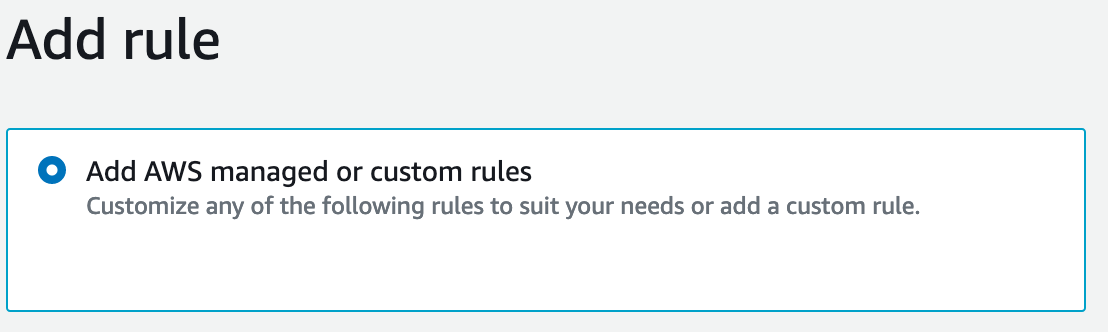 Add rule
Add AWS managed or custom rules
Customize any of the following rules to suit your needs or add a custom rule.